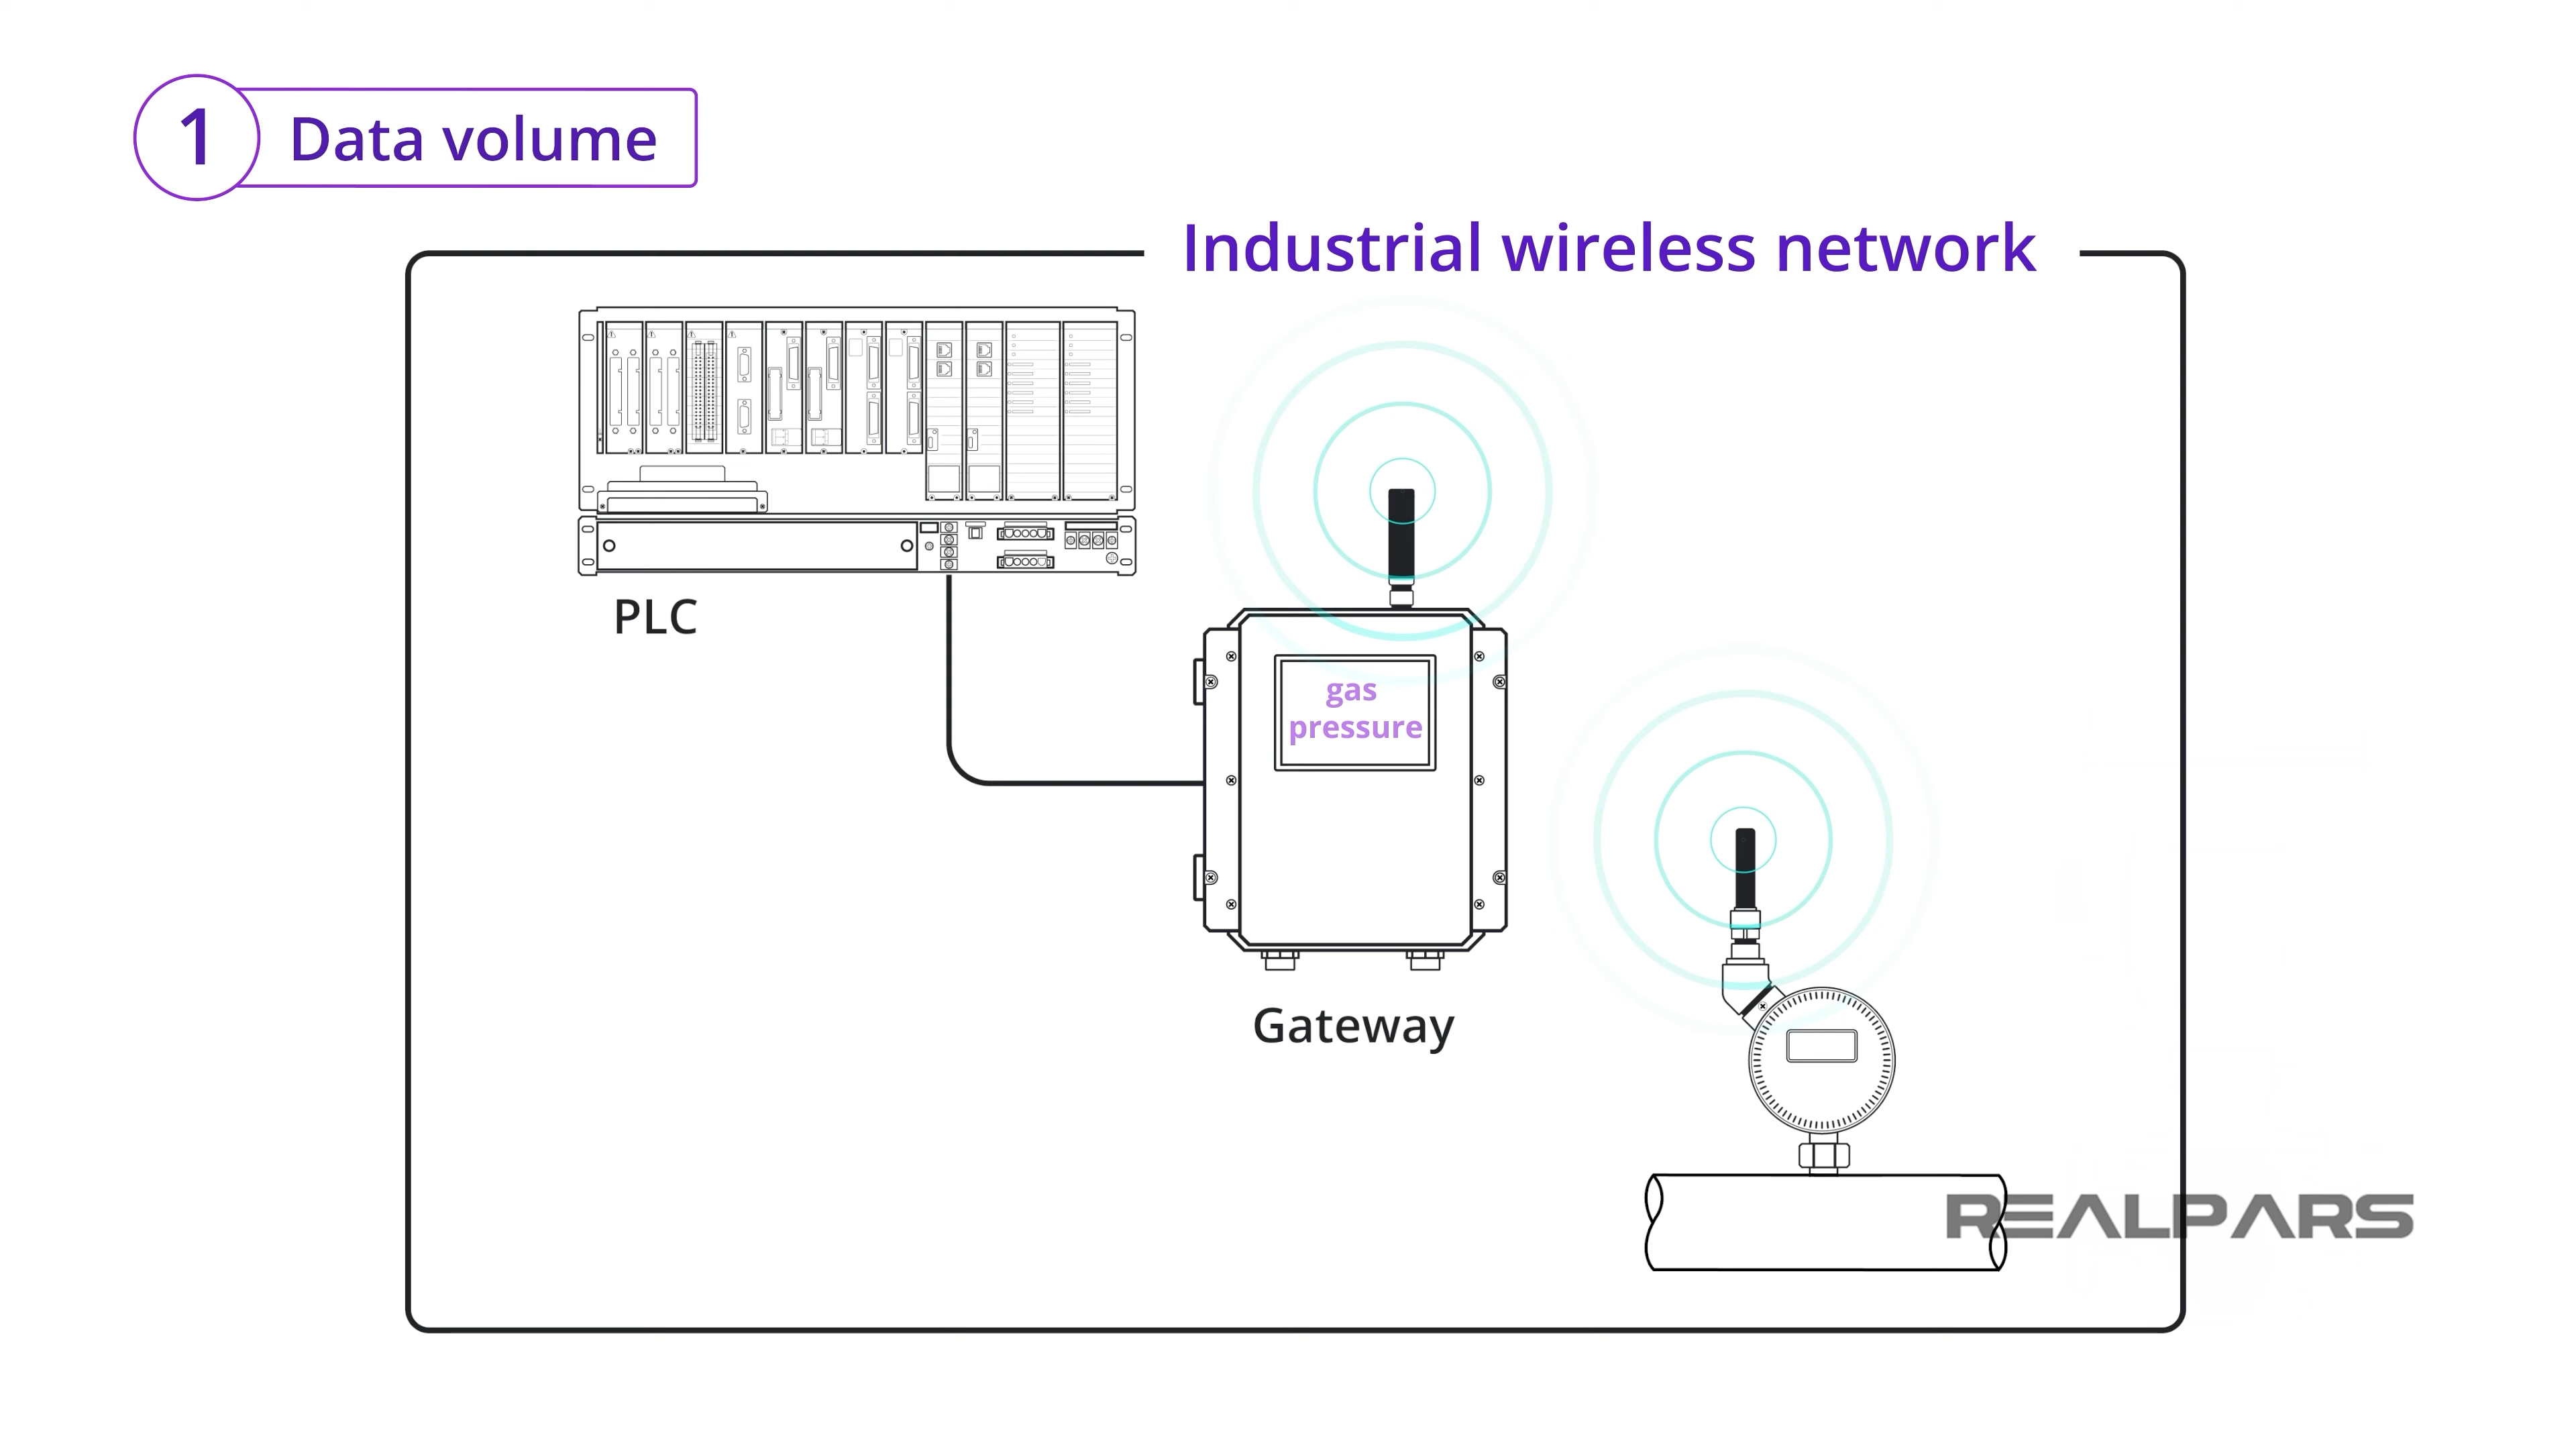 1
Data volume
Industrial wireless network
PLC
gas
pressure
Gateway
REALPARS